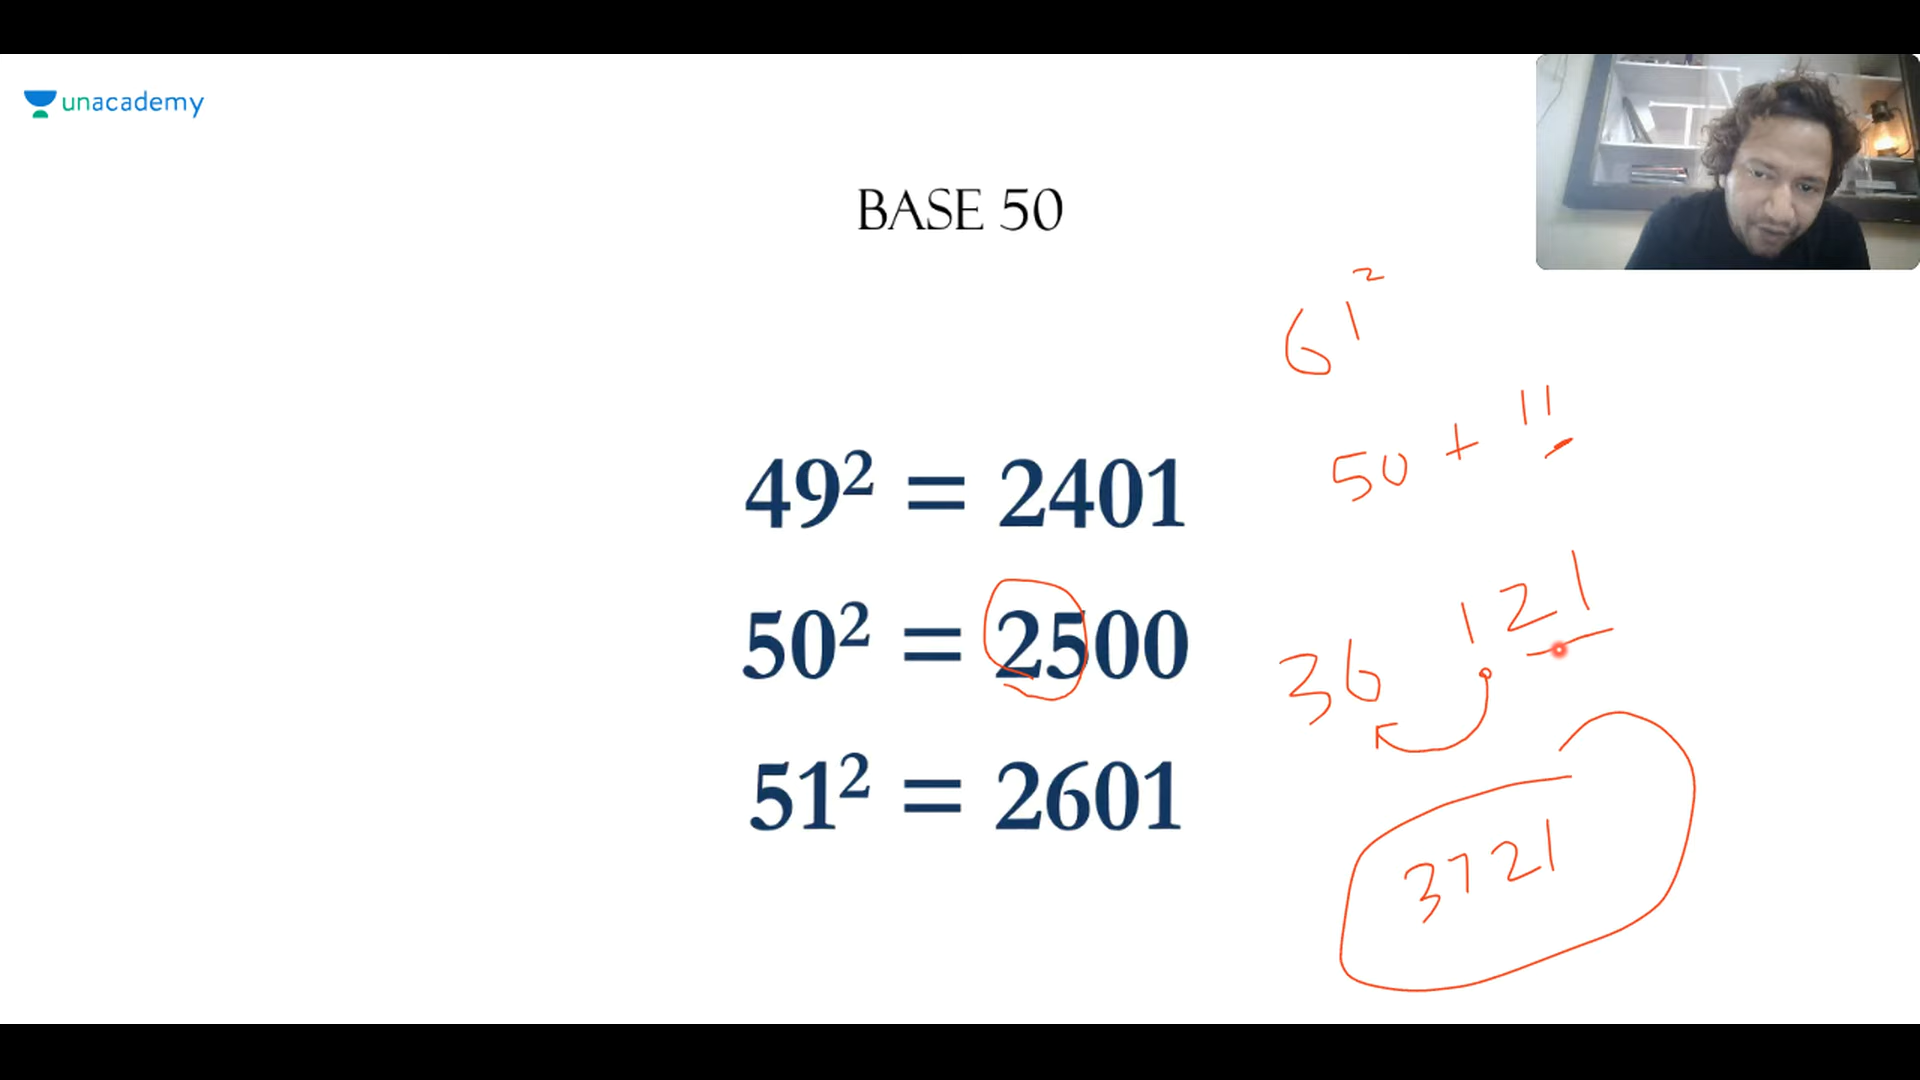 unacademy
BASE 50
61²
50 + 11
49² = 2401
50² = 2500
36 121
51² = 2601
3721